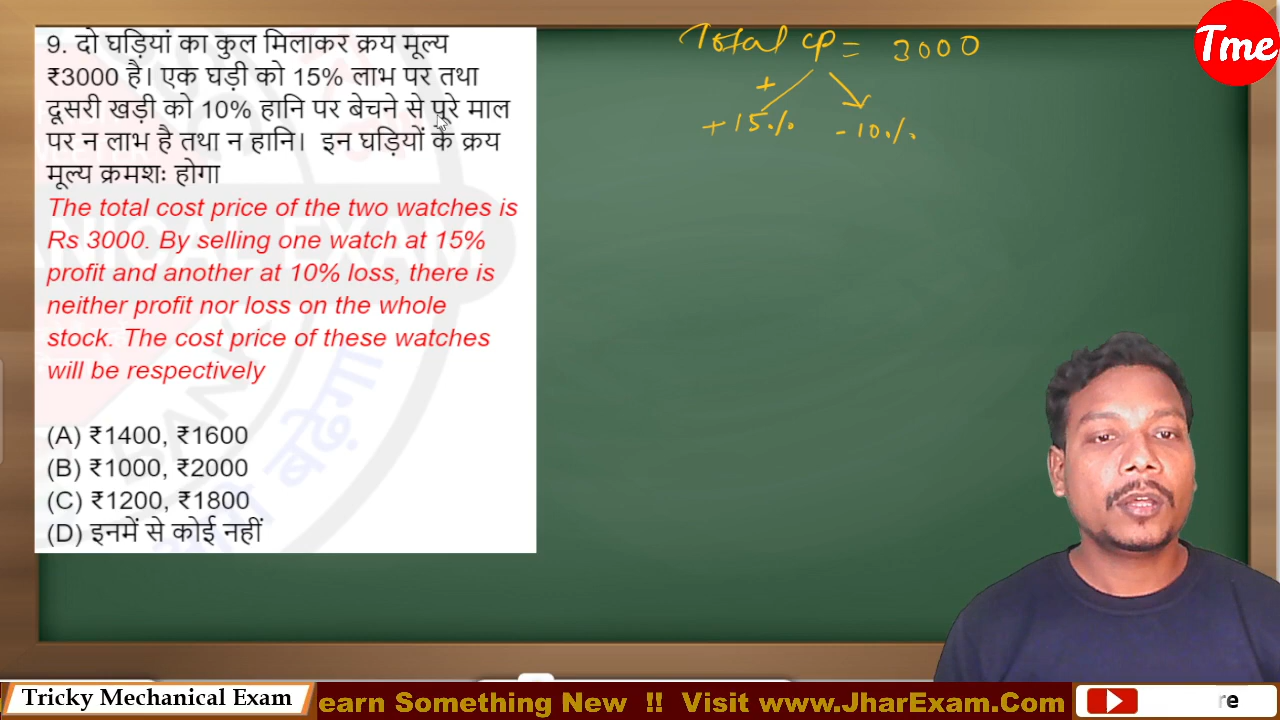 9. दो घड़ियां का कुल मिलाकर क्रय मूल्य
₹3000 है। एक घड़ी को 15% लाभ पर तथा
दूसरी खड़ी को 10% हानि पर बेचने से पूरे माल
पर न लाभ है तथा न हानि। इन घड़ियों के क्रय
मूल्य क्रमशः होगा
The total cost price of the two watches is
Rs 3000. By selling one watch at 15%
profit and another at 10% loss, there is
neither profit nor loss on the whole
stock. The cost price of these watches
will be respectively
(A) ₹1400, ₹1600
(B) ₹1000, ₹2000
(C) ₹1200, ₹1800
(D) इनमें से कोई नहीं
Total CP = 3000
+
+15% -10%
Tme
Tricky Mechanical Exam
earn Something New !! Visit www.JharExam.Com
re